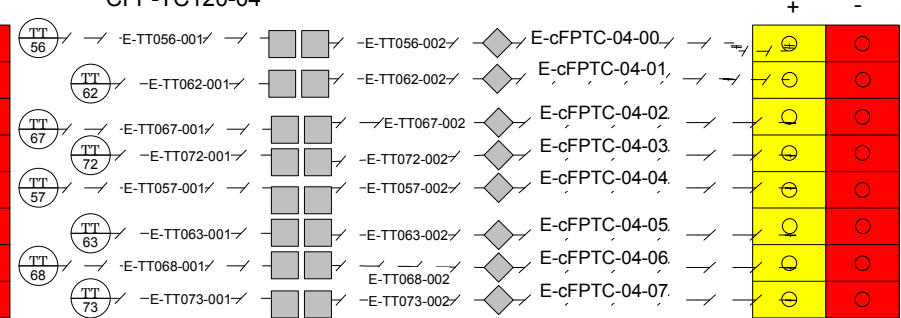 + -
TT 56 -E-TT056-001 -E-TT056-002 E-cFPTC-04-00
TT 62 -E-TT062-001 -E-TT062-002 E-cFPTC-04-01
TT 67 -E-TT067-001 E-TT067-002 E-cFPTC-04-02
TT 72 -E-TT072-001 -E-TT072-002 E-cFPTC-04-03
TT 57 -E-TT057-001 -E-TT057-002 E-cFPTC-04-04
TT 63 -E-TT063-001 -E-TT063-002 E-cFPTC-04-05
TT 68 -E-TT068-001 E-TT068-002 E-cFPTC-04-06
TT 73 -E-TT073-001 -E-TT073-002 E-cFPTC-04-07